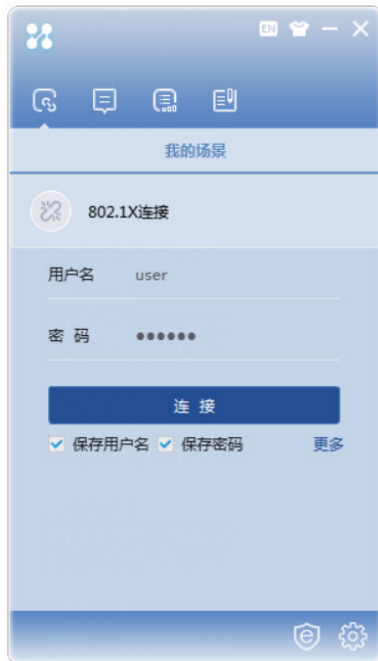 EN
我的场景
802.1X连接
用户名 user
密 码 ●●●●●●
连 接
保存用户名 保存密码 更多